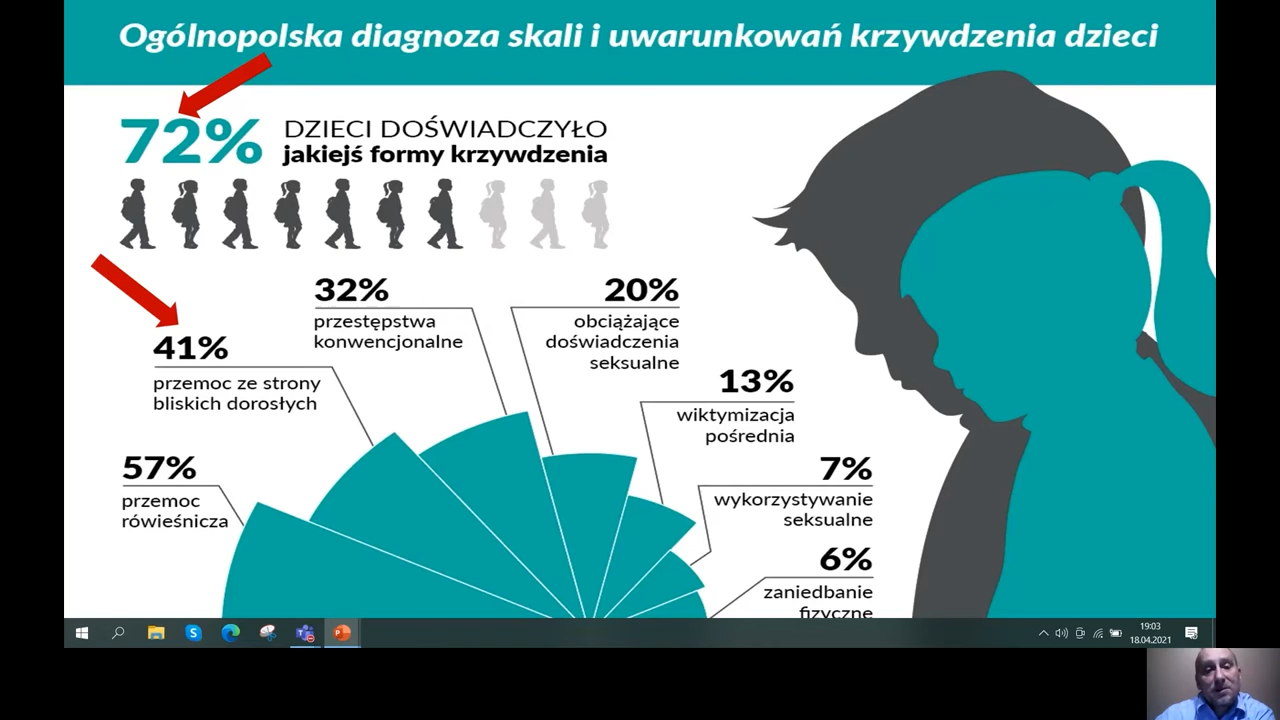 Ogólnopolska diagnoza skali i uwarunkowań krzywdzenia dzieci
72%
DZIECI DOŚWIADCZYŁO
jakiejś formy krzywdzenia
32%
przestępstwa
konwencjonalne
20%
obciążające
doświadczenia
seksualne
41%
przemoc ze strony
bliskich dorosłych
13%
wiktymizacja
pośrednia
57%
przemoc
rówieśnicza
7%
wykorzystywanie
seksualne
6%
zaniedbanie
fizyczne
19:03
18.04.2021